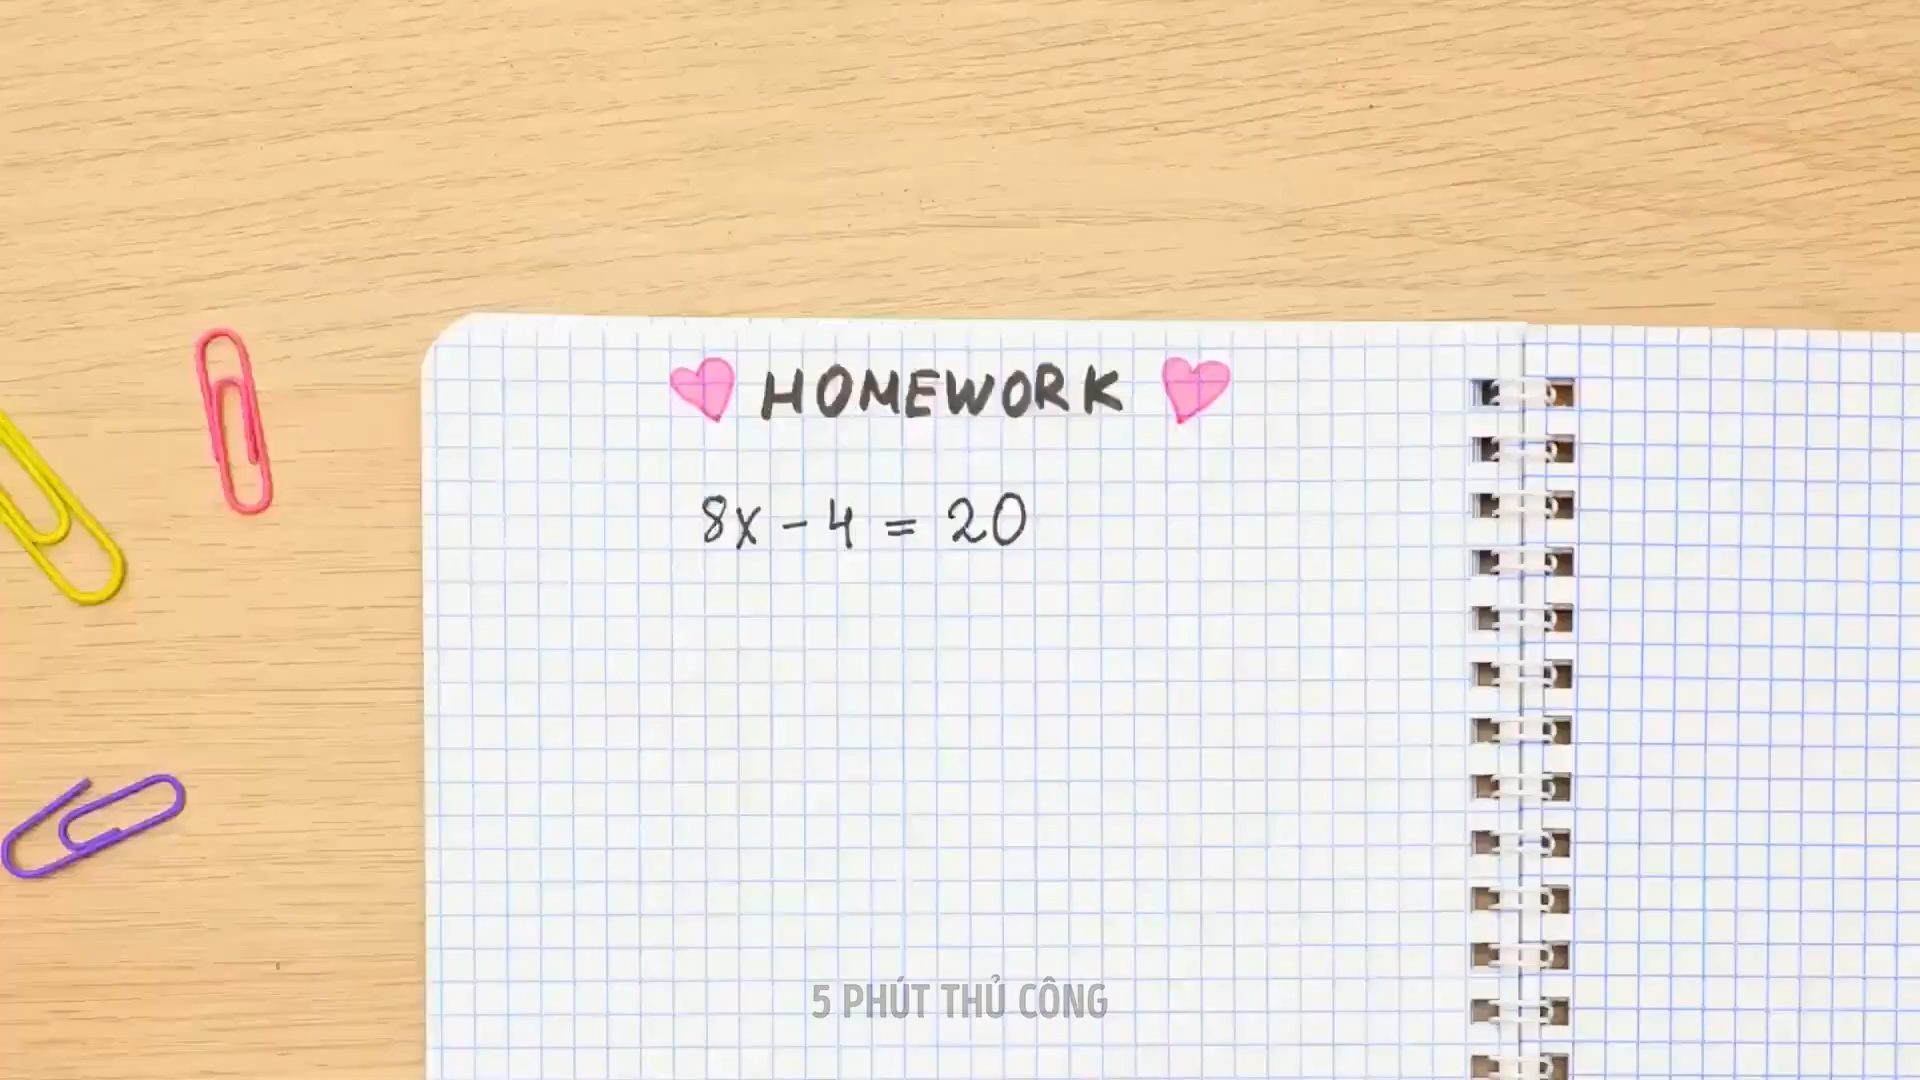 HOMEWORK
8x - 4 = 20
5 PHÚT THỦ CÔNG